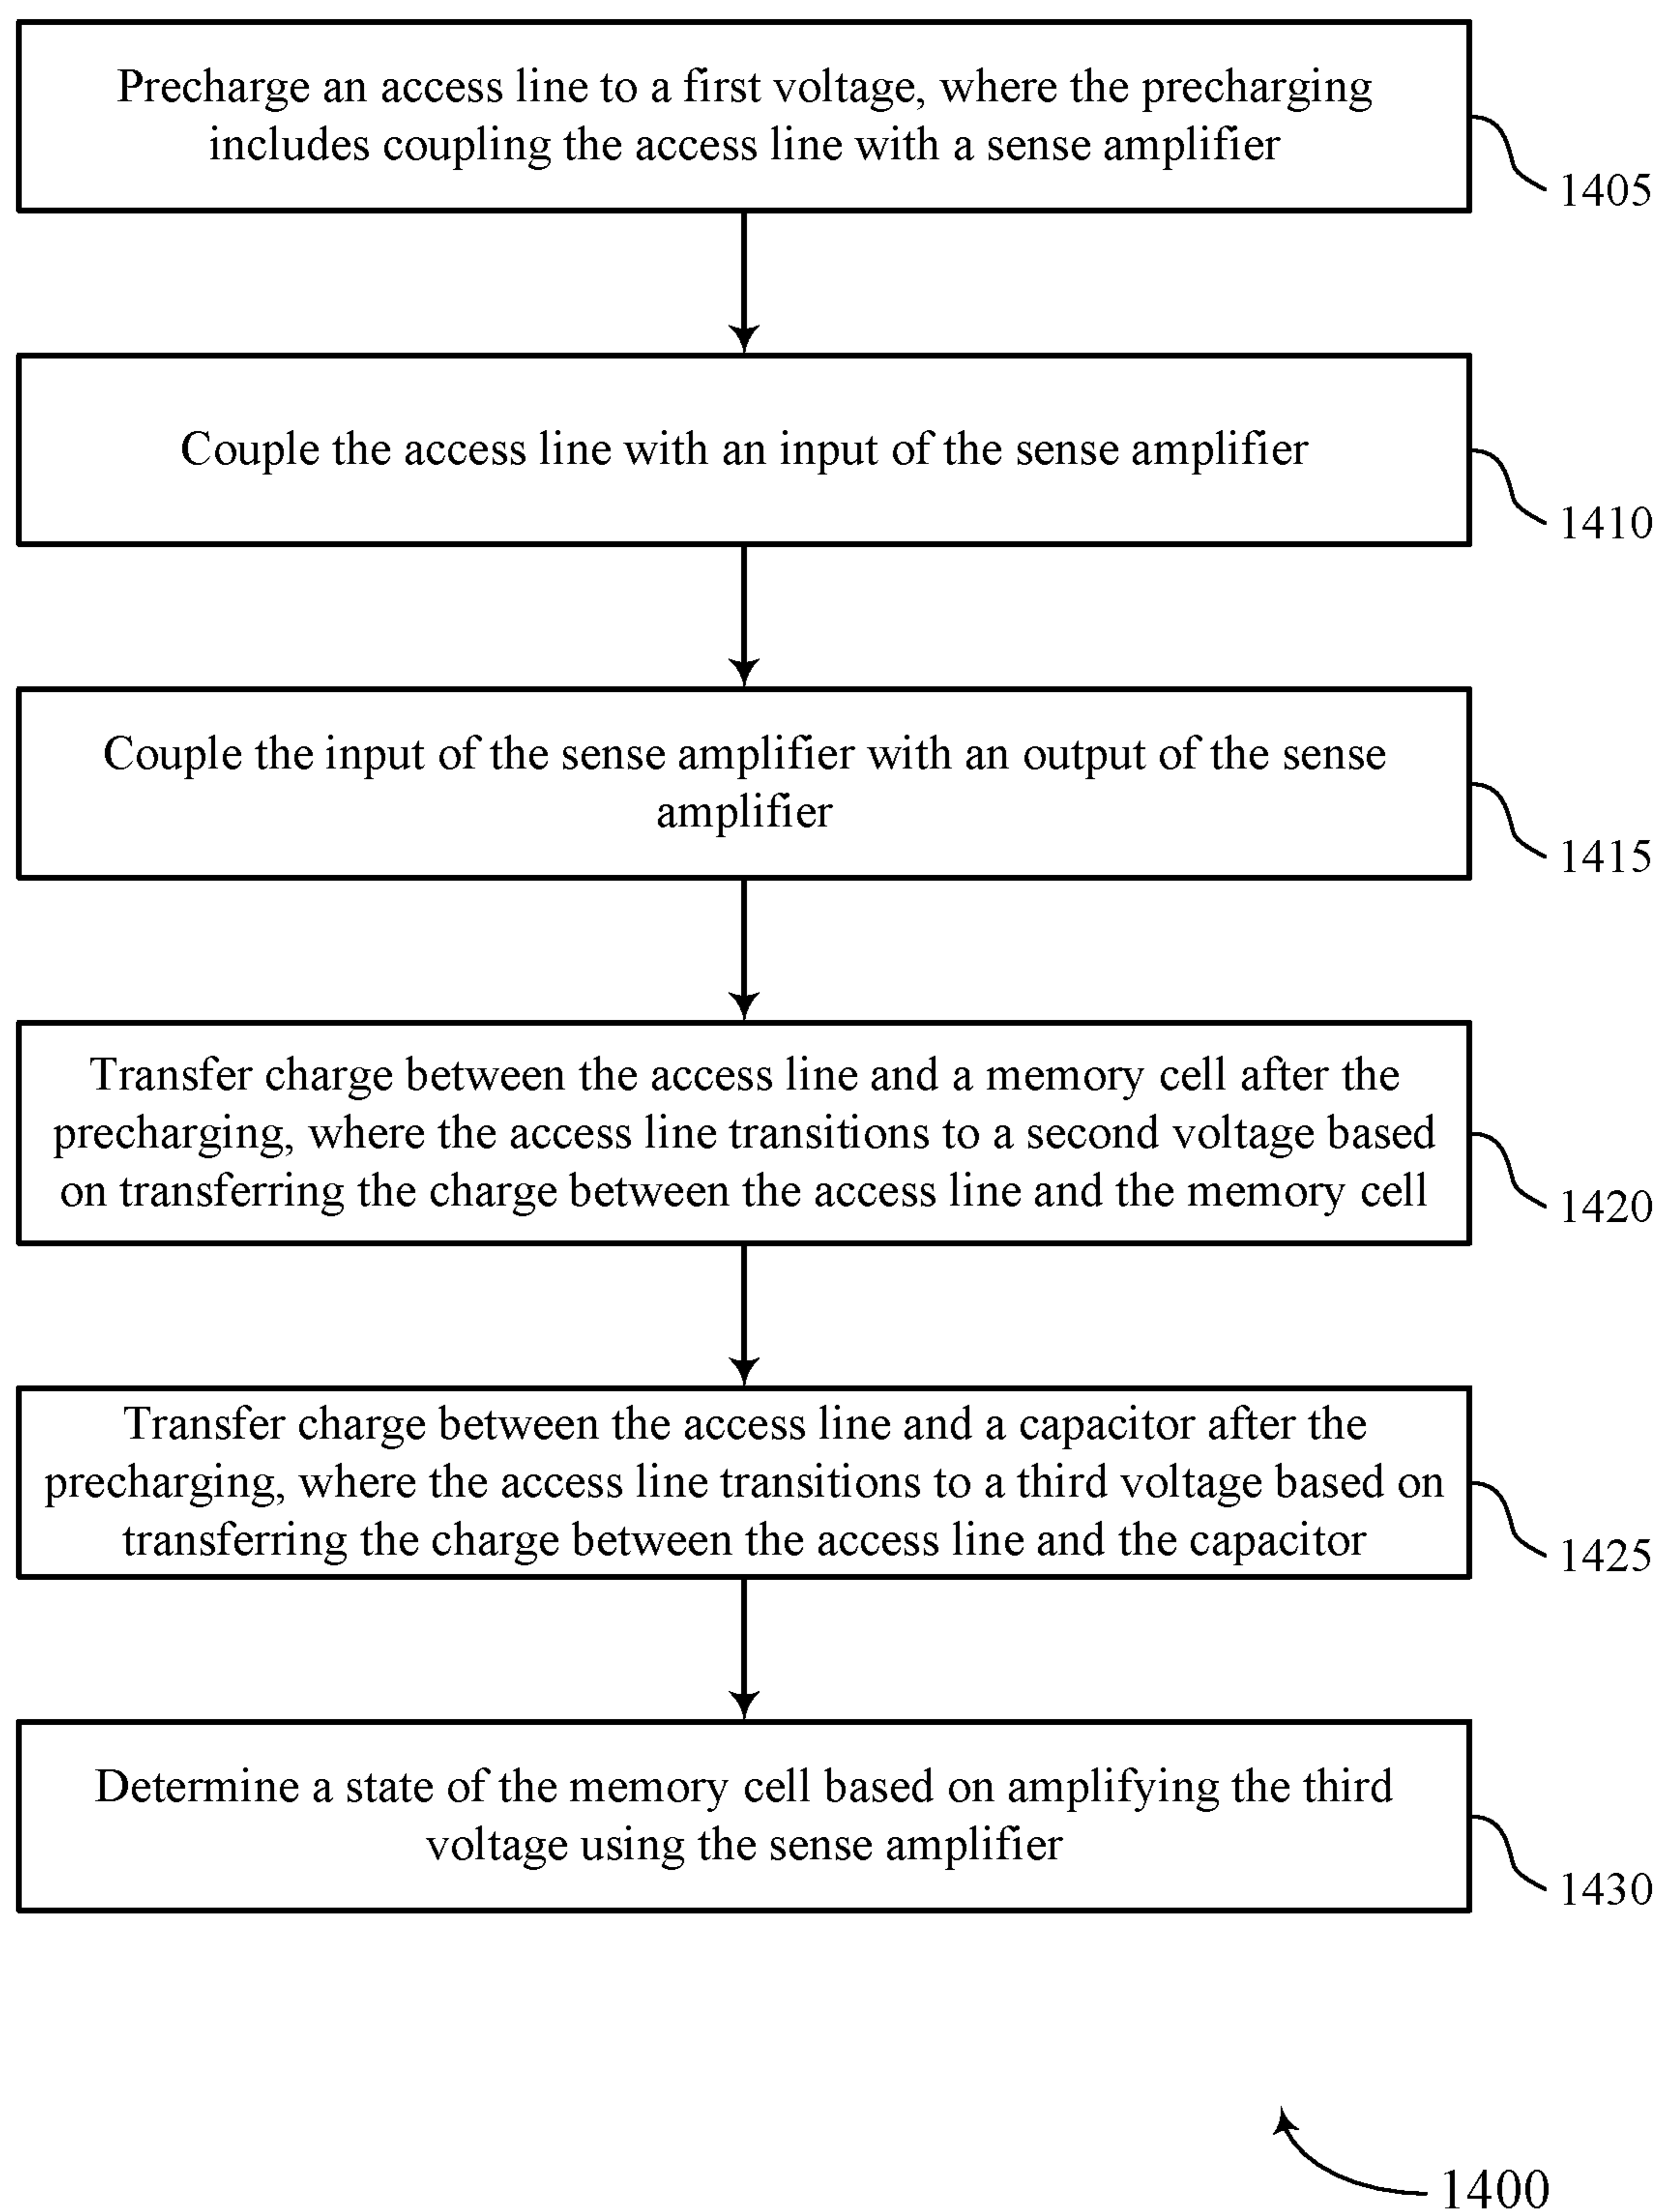 Precharge an access line to a first voltage, where the precharging
includes coupling the access line with a sense amplifier
1405
Couple the access line with an input of the sense amplifier
1410
Couple the input of the sense amplifier with an output of the sense
amplifier
1415
Transfer charge between the access line and a memory cell after the
precharging, where the access line transitions to a second voltage based
on transferring the charge between the access line and the memory cell
1420
Transfer charge between the access line and a capacitor after the
precharging, where the access line transitions to a third voltage based on
transferring the charge between the access line and the capacitor
1425
Determine a state of the memory cell based on amplifying the third
voltage using the sense amplifier
1430
1400